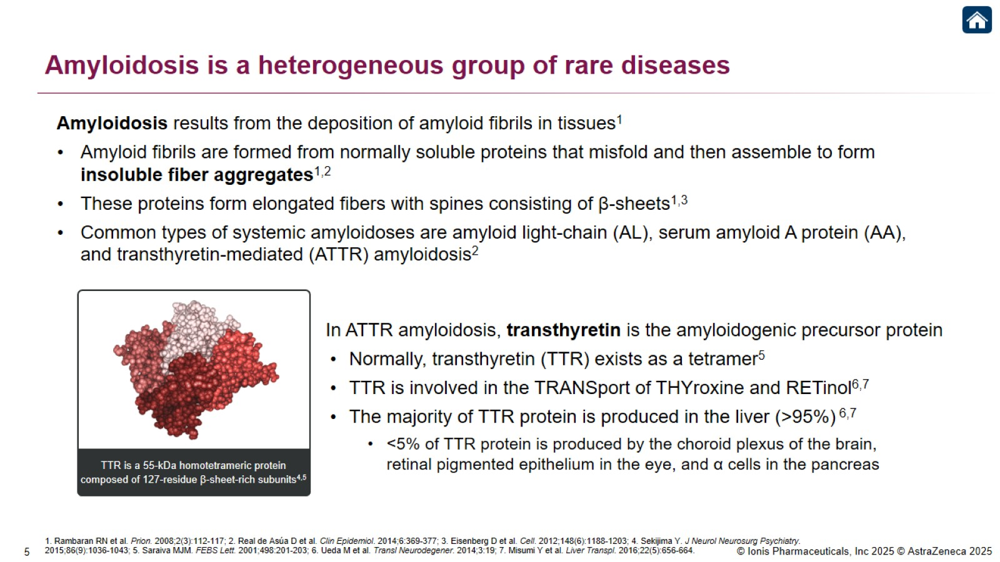 Amyloidosis is a heterogeneous group of rare diseases
Amyloidosis results from the deposition of amyloid fibrils in tissues1
• Amyloid fibrils are formed from normally soluble proteins that misfold and then assemble to form
insoluble fiber aggregates1,2
• These proteins form elongated fibers with spines consisting of β-sheets1,3
• Common types of systemic amyloidoses are amyloid light-chain (AL), serum amyloid A protein (AA),
and transthyretin-mediated (ATTR) amyloidosis2
TTR is a 55-kDa homotetrameric protein
composed of 127-residue β-sheet-rich subunits4,5
In ATTR amyloidosis, transthyretin is the amyloidogenic precursor protein
• Normally, transthyretin (TTR) exists as a tetramer5
• TTR is involved in the TRANSport of THYroxine and RETinol6,7
• The majority of TTR protein is produced in the liver (>95%) 6,7
• <5% of TTR protein is produced by the choroid plexus of the brain,
retinal pigmented epithelium in the eye, and α cells in the pancreas
1. Rambaran RN et al. Prion. 2008;2(3):112-117; 2. Real de Asúa D et al. Clin Epidemiol. 2014;6:369-377; 3. Eisenberg D et al. Cell. 2012;148(6):1188-1203; 4. Sekijima Y. J Neurol Neurosurg Psychiatry.
2015;86(9):1036-1043; 5. Saraiva MJM. FEBS Lett. 2001;498:201-203; 6. Ueda M et al. Transl Neurodegener. 2014;3:19; 7. Misumi Y et al. Liver Transpl. 2016;22(5):656-664.
5
© Ionis Pharmaceuticals, Inc 2025 © AstraZeneca 2025